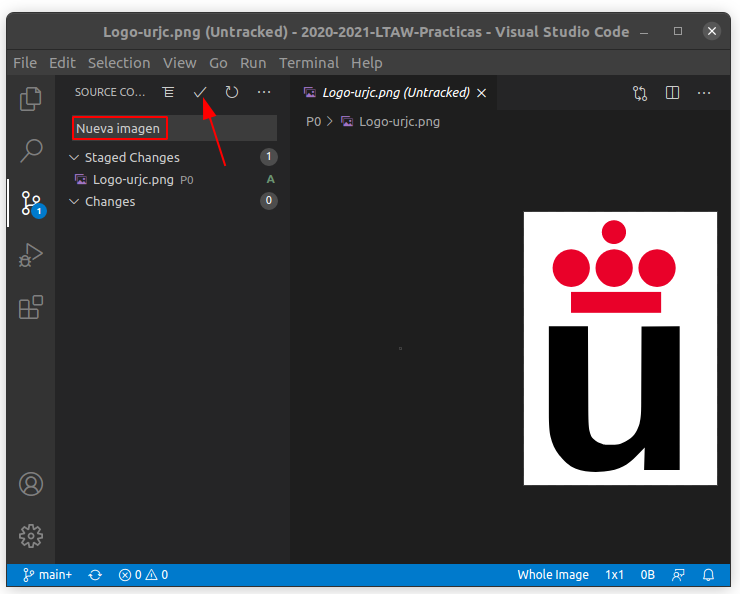 Logo-urjc.png (Untracked) - 2020-2021-LTAW-Practicas - Visual Studio Code
File Edit Selection View Go Run Terminal Help
SOURCE CO...
Logo-urjc.png (Untracked)
P0 > Logo-urjc.png
Nueva imagen
Staged Changes 1
Logo-urjc.png P0 A
Changes 0
1
u
main+ 0 0 Whole Image 1x1 0B